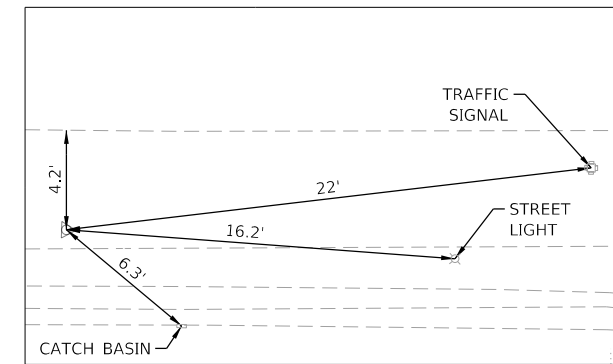 TRAFFIC
SIGNAL
4.2'
22'
STREET
LIGHT
16.2'
6.3'
CATCH BASIN